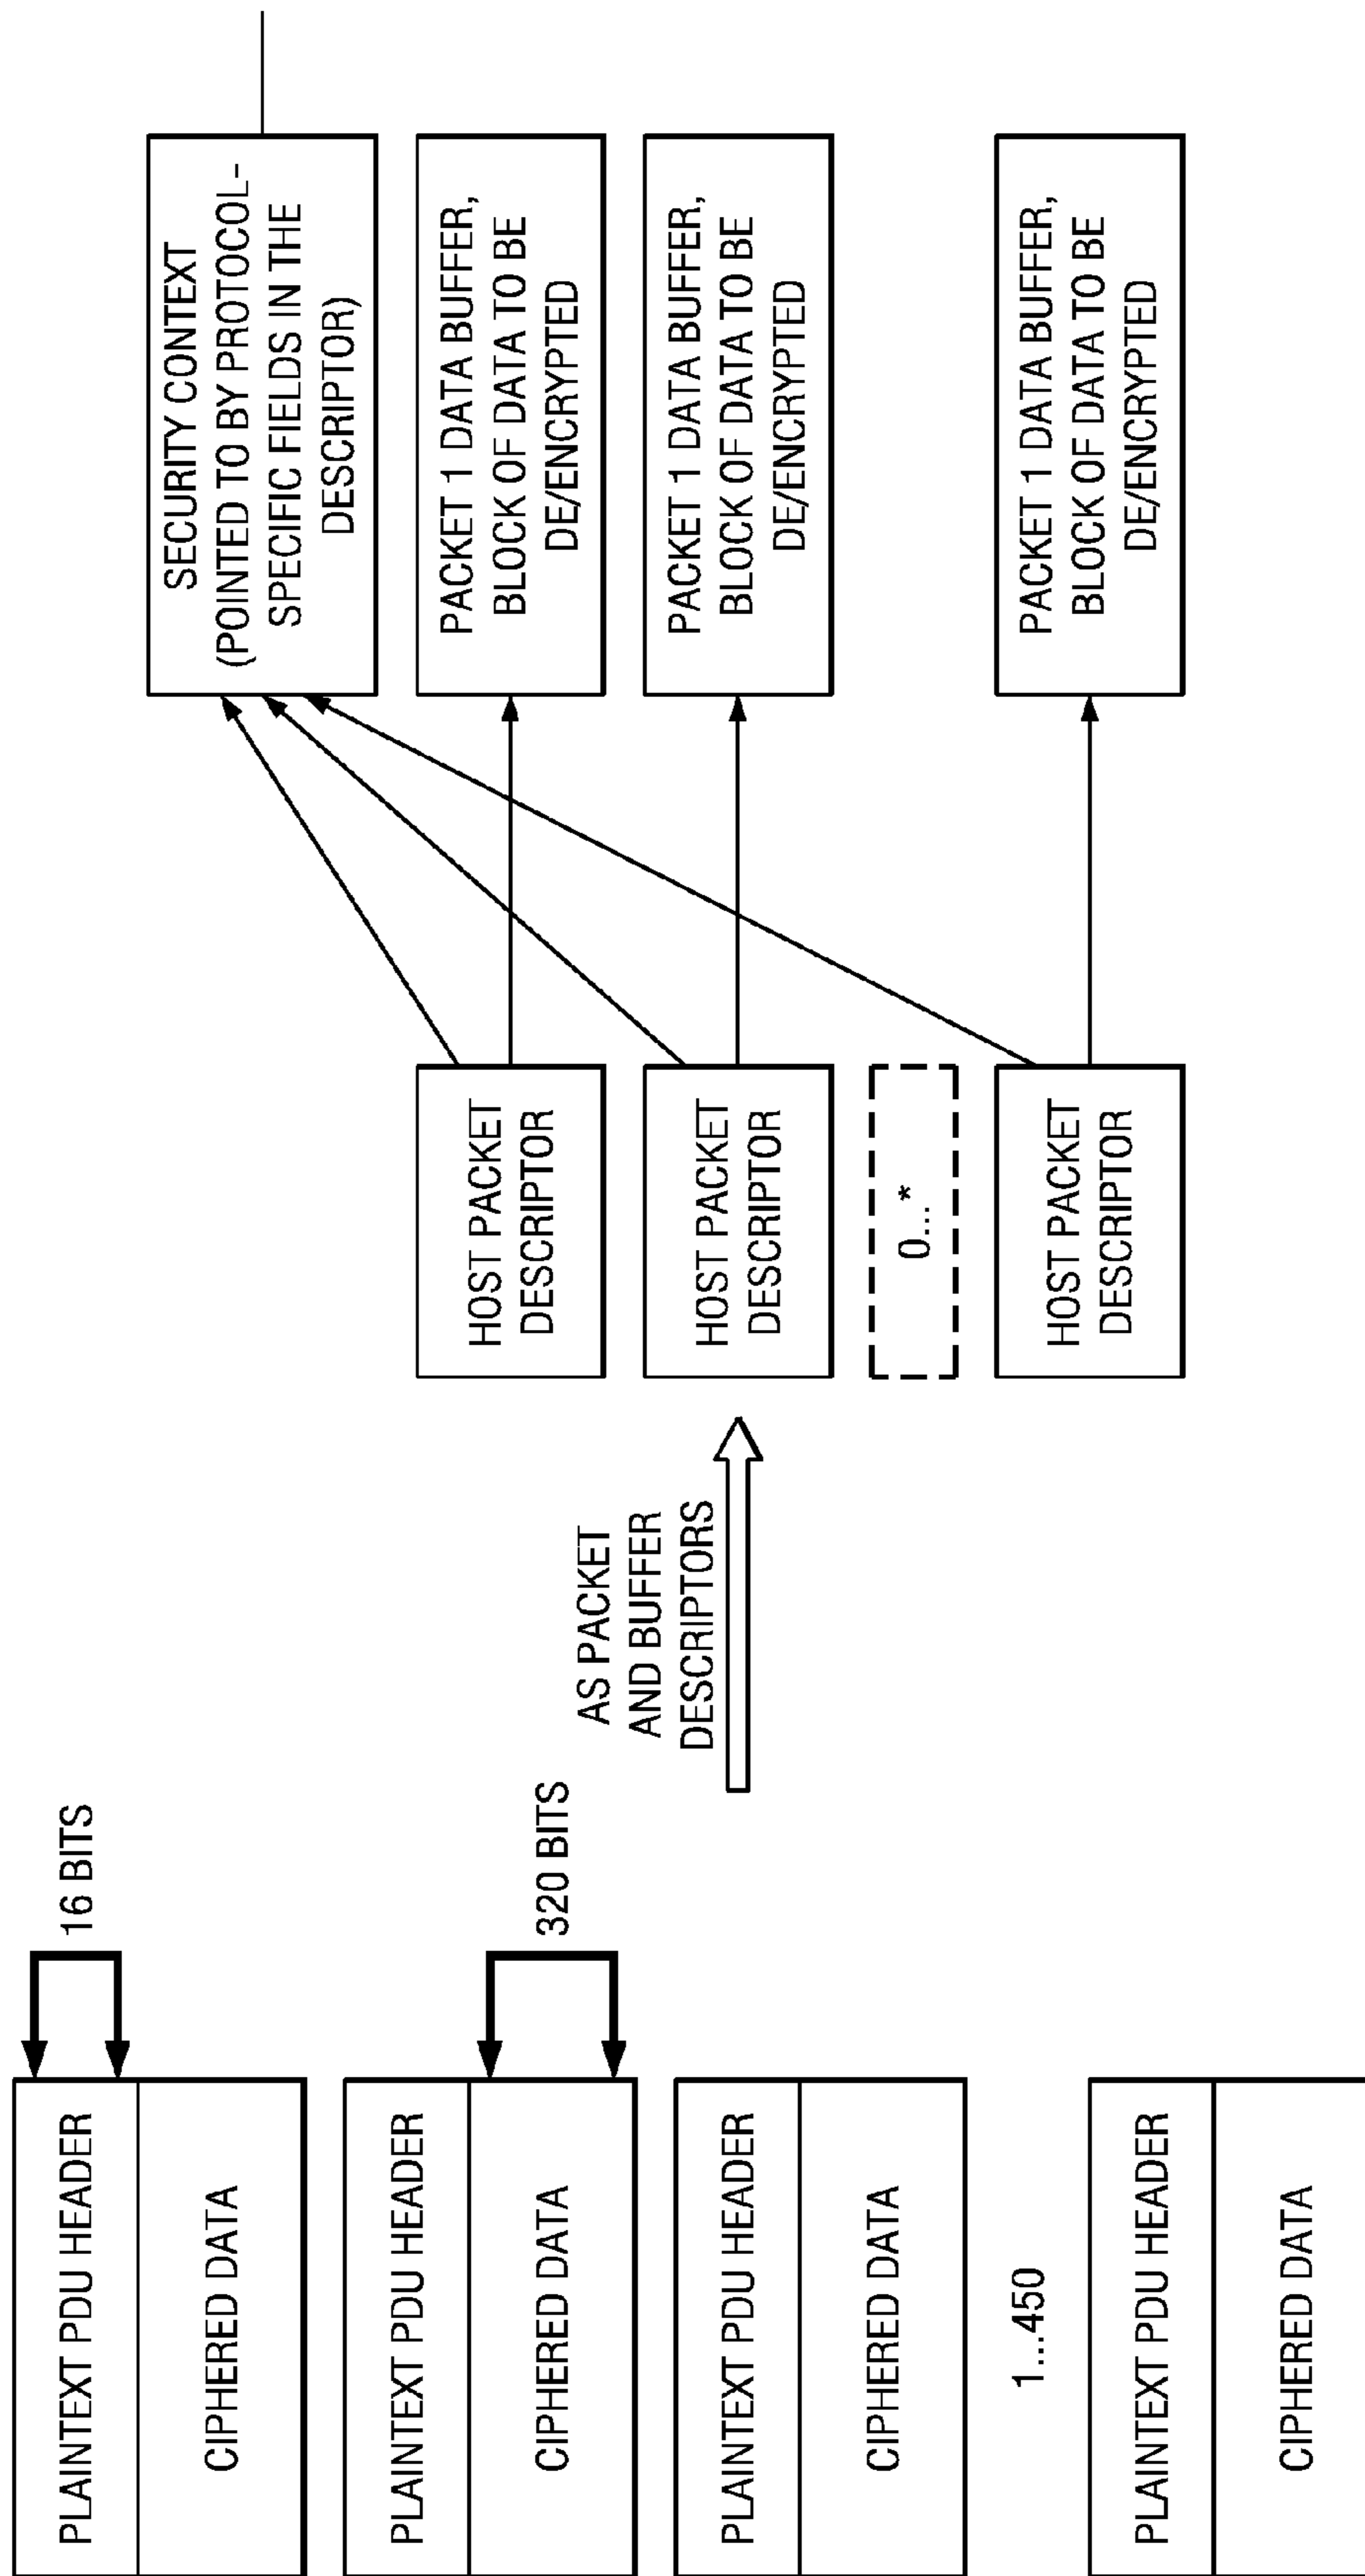 PLAINTEXT PDU HEADER
CIPHERED DATA
16 BITS
PLAINTEXT PDU HEADER
CIPHERED DATA
320 BITS
PLAINTEXT PDU HEADER
CIPHERED DATA
1...450
PLAINTEXT PDU HEADER
CIPHERED DATA
AS PACKET
AND BUFFER
DESCRIPTORS
HOST PACKET
DESCRIPTOR
HOST PACKET
DESCRIPTOR
0...*
HOST PACKET
DESCRIPTOR
SECURITY CONTEXT
(POINTED TO BY PROTOCOL-
SPECIFIC FIELDS IN THE
DESCRIPTOR)
PACKET 1 DATA BUFFER,
BLOCK OF DATA TO BE
DE/ENCRYPTED
PACKET 1 DATA BUFFER,
BLOCK OF DATA TO BE
DE/ENCRYPTED
PACKET 1 DATA BUFFER,
BLOCK OF DATA TO BE
DE/ENCRYPTED